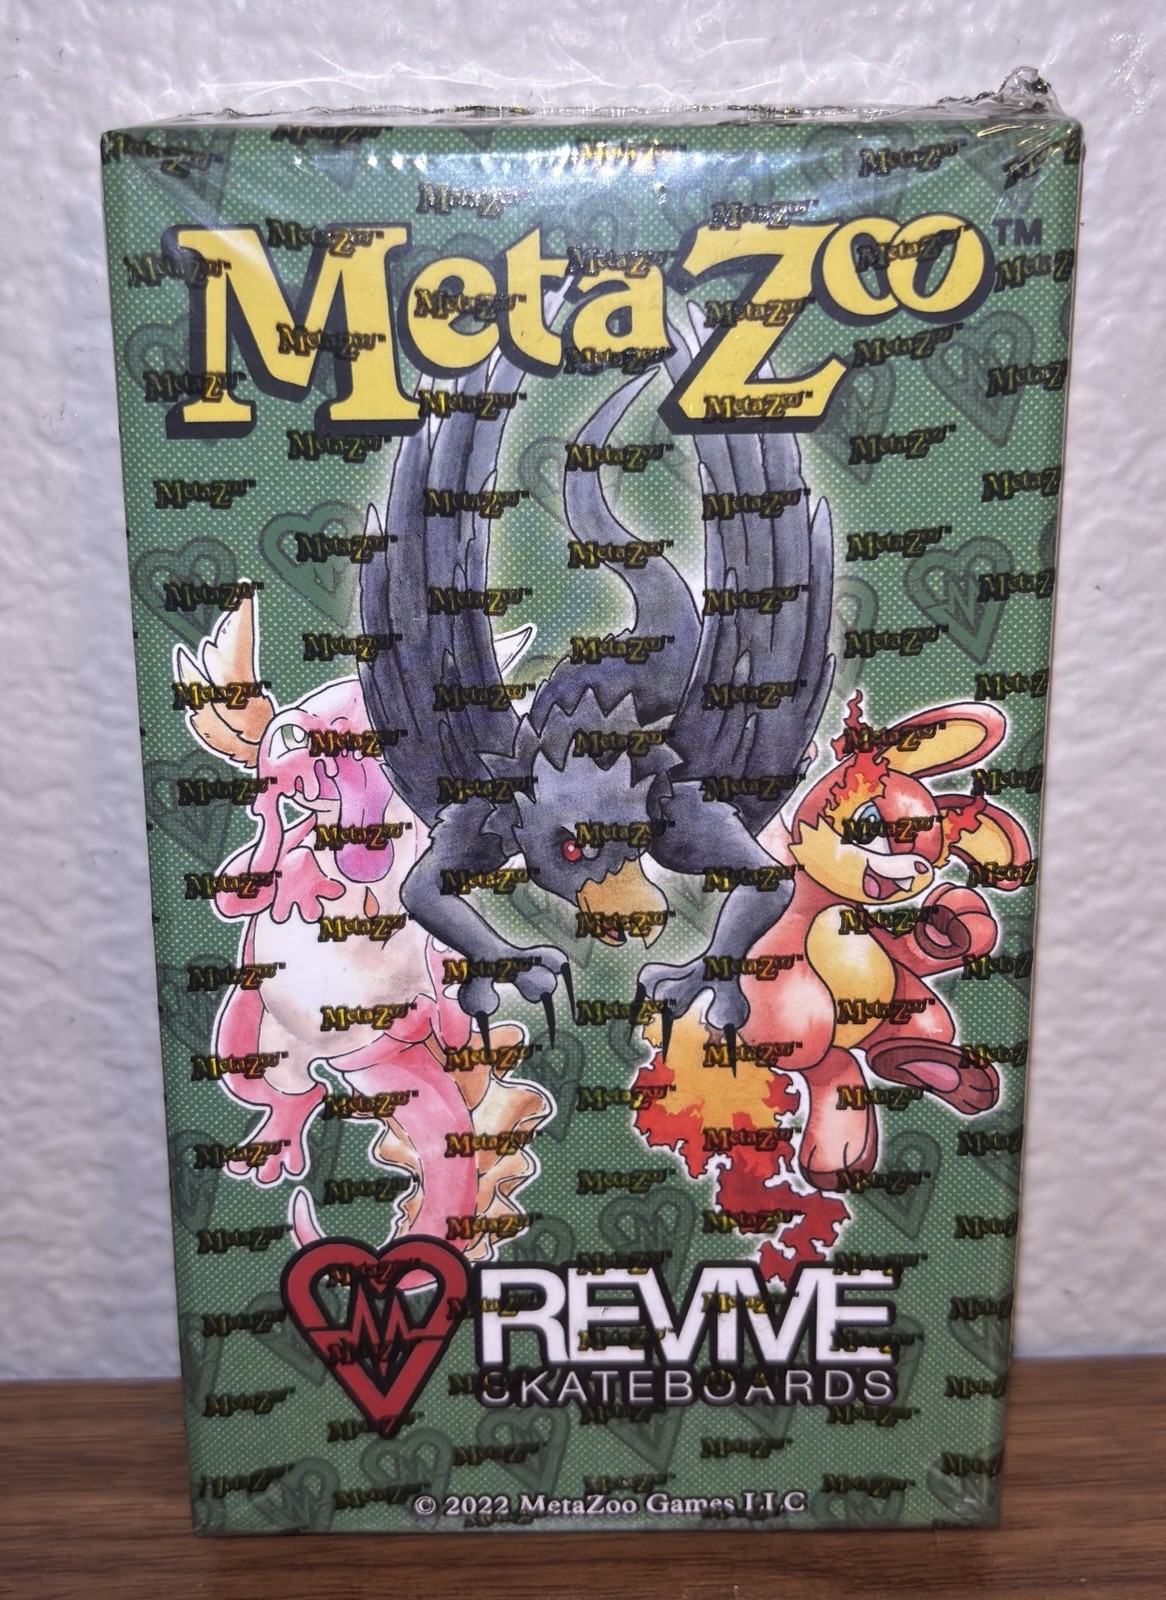 MetaZoo™
REVIVE
SKATEBOARDS
© 2022 MetaZoo Games LLC